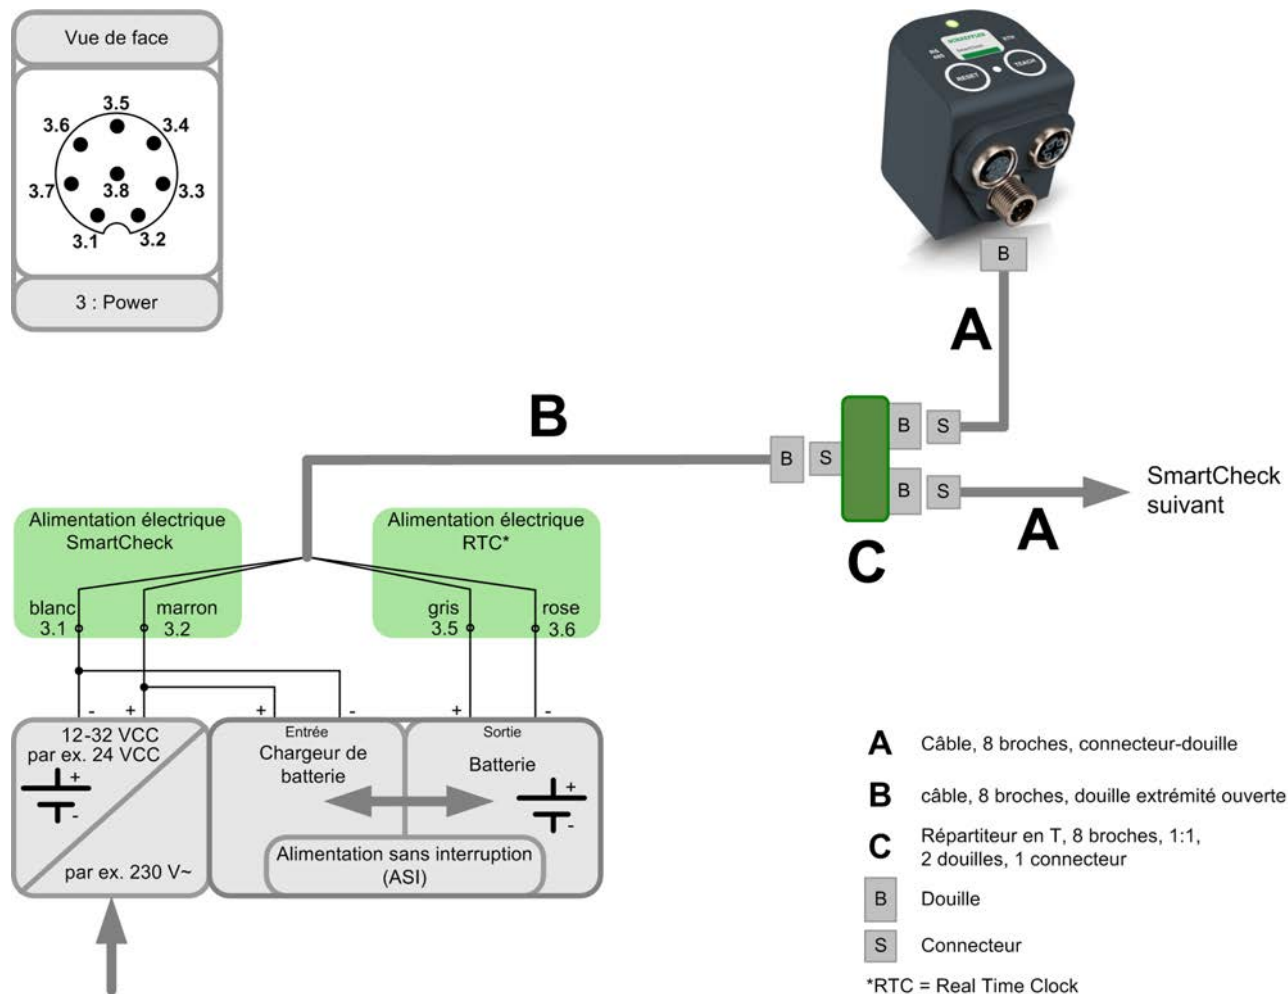 Vue de face
3.5
3.6
3.4
3.7
3.8
3.3
3.1
3.2
3 : Power
RESET
TEACH
B
A
B
B
S
B
S
B
S
SmartCheck
suivant
A
C
Alimentation électrique
SmartCheck
Alimentation électrique
RTC*
blanc
3.1
marron
3.2
gris
3.5
rose
3.6
-
+
+
-
+
-
12-32 VCC
par ex. 24 VCC
+
-
par ex. 230 V~
Entrée
Chargeur de
batterie
Sortie
Batterie
+
-
Alimentation sans interruption
(ASI)
A Câble, 8 broches, connecteur-douille
B câble, 8 broches, douille extrémité ouverte
C Répartiteur en T, 8 broches, 1:1,
2 douilles, 1 connecteur
B Douille
S Connecteur
*RTC = Real Time Clock